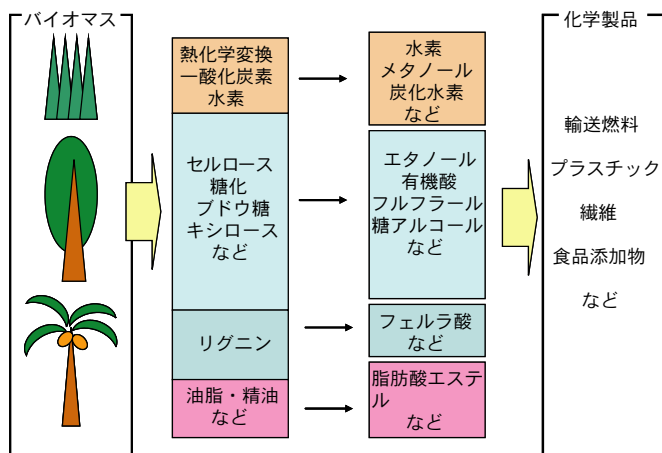 バイオマス
熱化学変換
一酸化炭素
水素
セルロース
糖化
ブドウ糖
キシロース
など
リグニン
油脂・精油
など
水素
メタノール
炭化水素
など
エタノール
有機酸
フルフラール
糖アルコール
など
フェルラ酸
など
脂肪酸エステ
ル
など
化学製品
輸送燃料
プラスチック
繊維
食品添加物
など